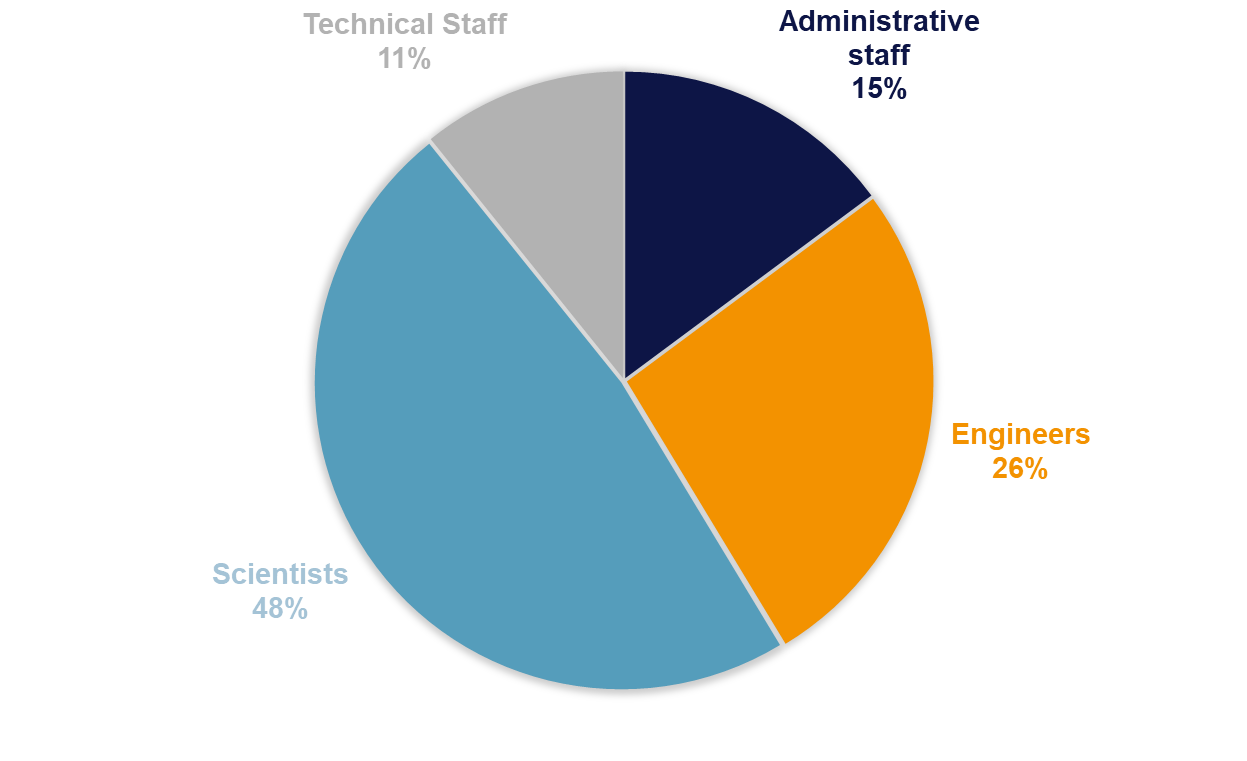 Technical Staff
11%
Administrative
staff
15%
Engineers
26%
Scientists
48%